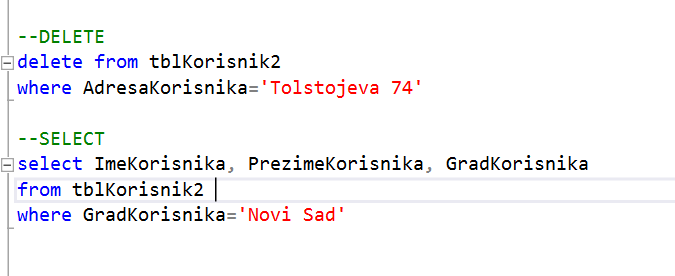 --DELETE
delete from tblKorisnik2
where AdresaKorisnika='Tolstojeva 74'
--SELECT
select ImeKorisnika, PrezimeKorisnika, GradKorisnika
from tblKorisnik2
where GradKorisnika='Novi Sad'